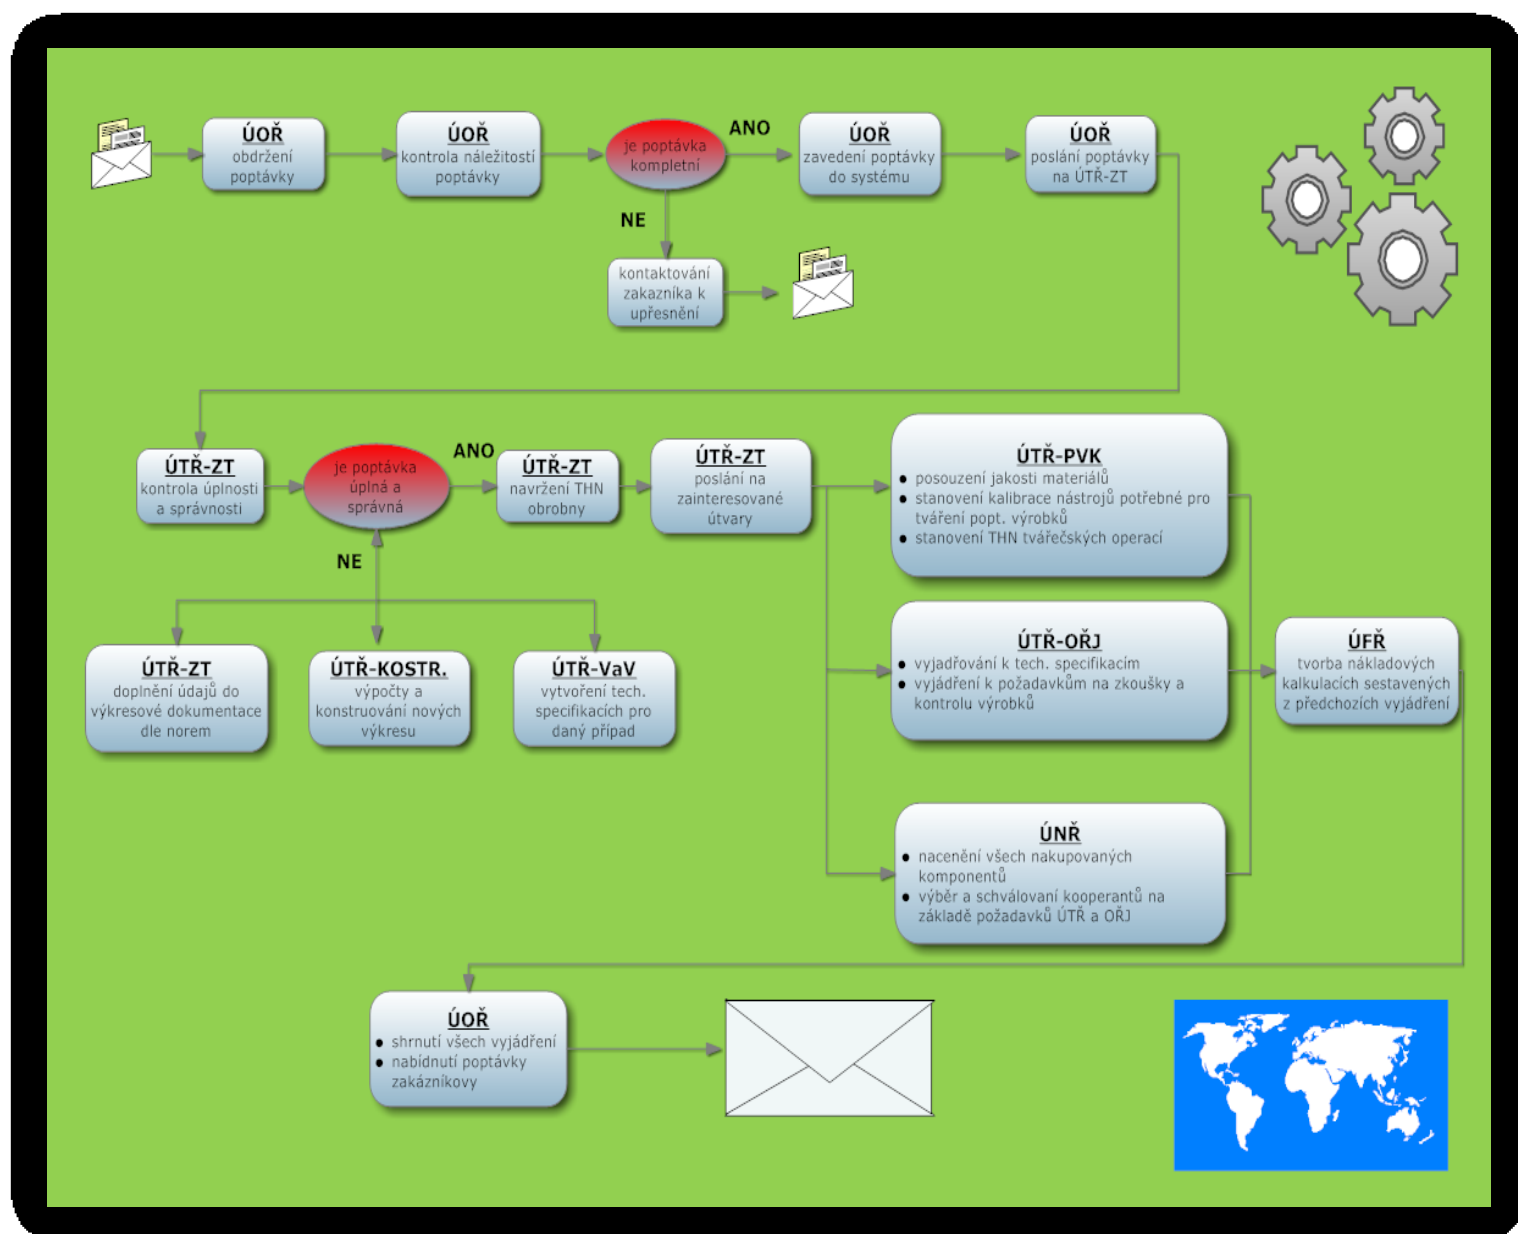 ÚOŘ
obdržení
poptávky
ÚOŘ
kontrola náležitostí
poptávky
je poptávka
kompletní
ANO
ÚOŘ
zavedení poptávky
do systému
ÚOŘ
poslání poptávky
na ÚTŘ-ZT
NE
kontaktování
zakazníka k
upřesnění
ÚTŘ-ZT
kontrola úplnosti
a správnosti
je poptávka
úplná a
správná
ANO
ÚTŘ-ZT
navržení THN
obrobny
ÚTŘ-ZT
poslání na
zainteresované
útvary
ÚTŘ-PVK
● posouzení jakosti materiálů
● stanovení kalibrace nástrojů potřebné pro
tváření popt. výrobků
● stanovení THN tvářečských operací
NE
ÚTŘ-ZT
doplnění údajů do
výkresové dokumentace
dle norem
ÚTŘ-KOSTR.
výpočty a
konstruování nových
výkresu
ÚTŘ-VaV
vytvoření tech.
specifikacích pro
daný případ
ÚTŘ-OŘJ
● vyjadřování k tech. specifikacím
● vyjádření k požadavkům na zkoušky a
kontrolu výrobků
ÚFŘ
tvorba nákladových
kalkulacích sestavených
z předchozích vyjádření
ÚNŘ
● nacenění všech nakupovaných
komponentů
● výběr a schválovaní kooperantů na
základě požadavků ÚTŘ a OŘJ
ÚOŘ
● shrnutí všech vyjádření
● nabídnutí poptávky
zakázníkovy